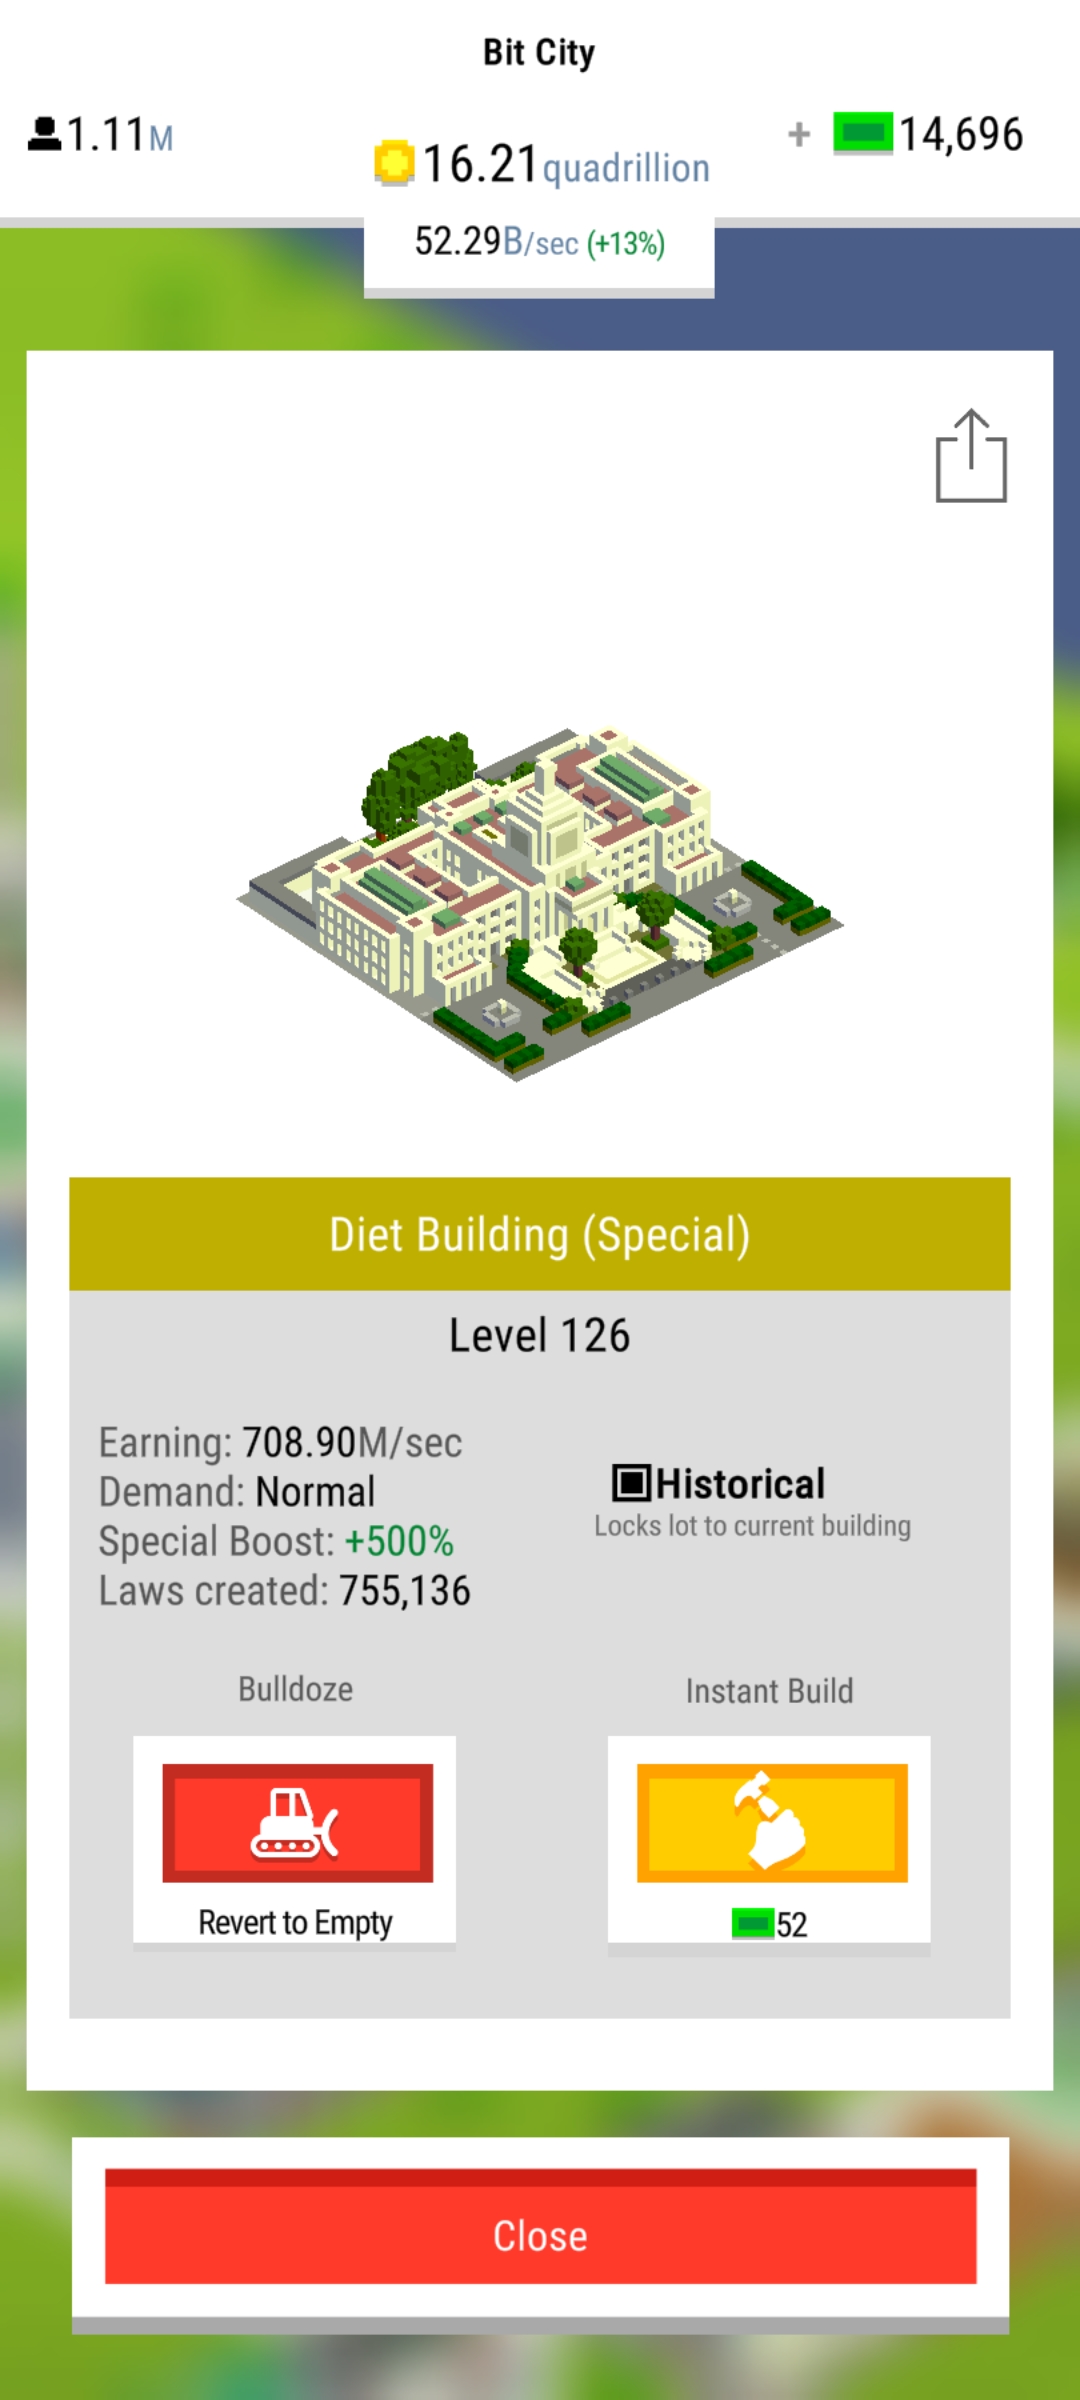 Bit City
1.11M
16.21quadrillion
+ 14,696
52.29B/sec (+13%)
Diet Building (Special)
Level 126
Earning: 708.90M/sec
Demand: Normal
Special Boost: +500%
Laws created: 755,136
Historical
Locks lot to current building
Bulldoze
Instant Build
Revert to Empty
52
Close